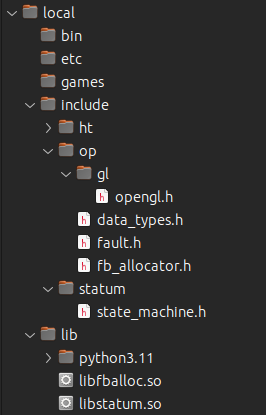 local
bin
etc
games
include
ht
op
gl
opengl.h
data_types.h
fault.h
fb_allocator.h
statum
state_machine.h
lib
python3.11
libfballoc.so
libstatum.so